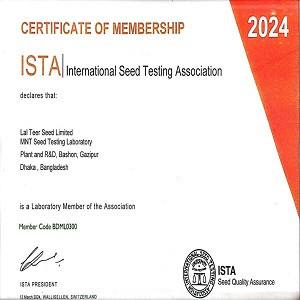 CERTIFICATE OF MEMBERSHIP
2024
ISTA International Seed Testing Association
declares that:
Lal Teer Seed Limited
MNT Seed Testing Laboratory
Plant and R&D, Bashon, Gazipur
Dhaka , Bangladesh
is a Laboratory Member of the Association
Member Code BDML0300
ISTA PRESIDENT
12 March 2024, WALLISELLEN, SWITZERLAND
INTERNATIONAL SEED TESTING ASSOCIATION
ISTA
Seed Quality Assurance